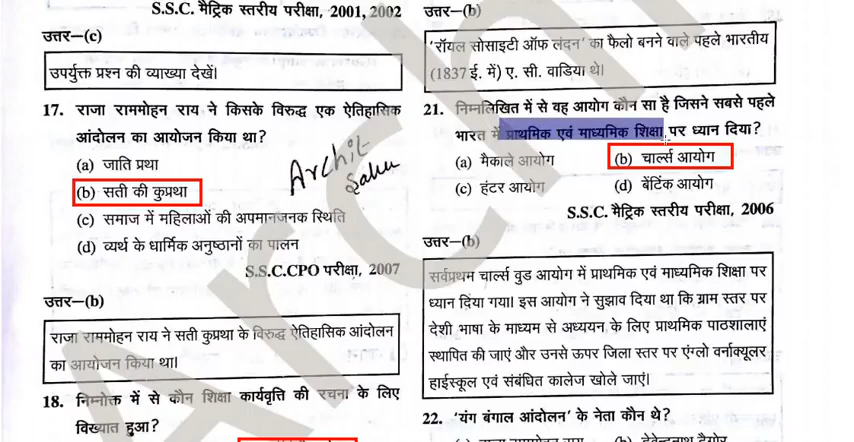 S.S.C. मैट्रिक स्तरीय परीक्षा, 2001, 2002
उत्तर–(c)
उपर्युक्त प्रश्न की व्याख्या देखें।
17. राजा राममोहन राय ने किसके विरुद्ध एक ऐतिहासिक
आंदोलन का आयोजन किया था?
(a) जाति प्रथा
(b) सती की कुप्रथा
(c) समाज में महिलाओं की अपमानजनक स्थिति
(d) व्यर्थ के धार्मिक अनुष्ठानों का पालन
S.S.C.CPO परीक्षा, 2007
उत्तर–(b)
राजा राममोहन राय ने सती कुप्रथा के विरुद्ध ऐतिहासिक आंदोलन
का आयोजन किया था।
18. निम्नोक्त में से कौन शिक्षा कार्यवृत्ति की रचना के लिए
विख्यात हुआ?
Archit
Sahu
उत्तर–(b)
'रॉयल सोसाइटी ऑफ लंदन' का फैलो बनने वाले पहले भारतीय
(1837 ई. में) ए. सी. वाडिया थे।
21. निम्नलिखित में से वह आयोग कौन सा है जिसने सबसे पहले
भारत में प्राथमिक एवं माध्यमिक शिक्षा पर ध्यान दिया?
(a) मैकाले आयोग (b) चार्ल्स आयोग
(c) हंटर आयोग (d) बेंटिंक आयोग
S.S.C. मैट्रिक स्तरीय परीक्षा, 2006
उत्तर–(b)
सर्वप्रथम चार्ल्स वुड आयोग में प्राथमिक एवं माध्यमिक शिक्षा पर
ध्यान दिया गया। इस आयोग ने सुझाव दिया था कि ग्राम स्तर पर
देशी भाषा के माध्यम से अध्ययन के लिए प्राथमिक पाठशालाएं
स्थापित की जाएं और उनसे ऊपर जिला स्तर पर एंग्लो वर्नाक्यूलर
हाईस्कूल एवं संबंधित कालेज खोले जाएं।
22. 'यंग बंगाल आंदोलन' के नेता कौन थे?
(b) देवेन्द्रनाथ टैगोर
Arch